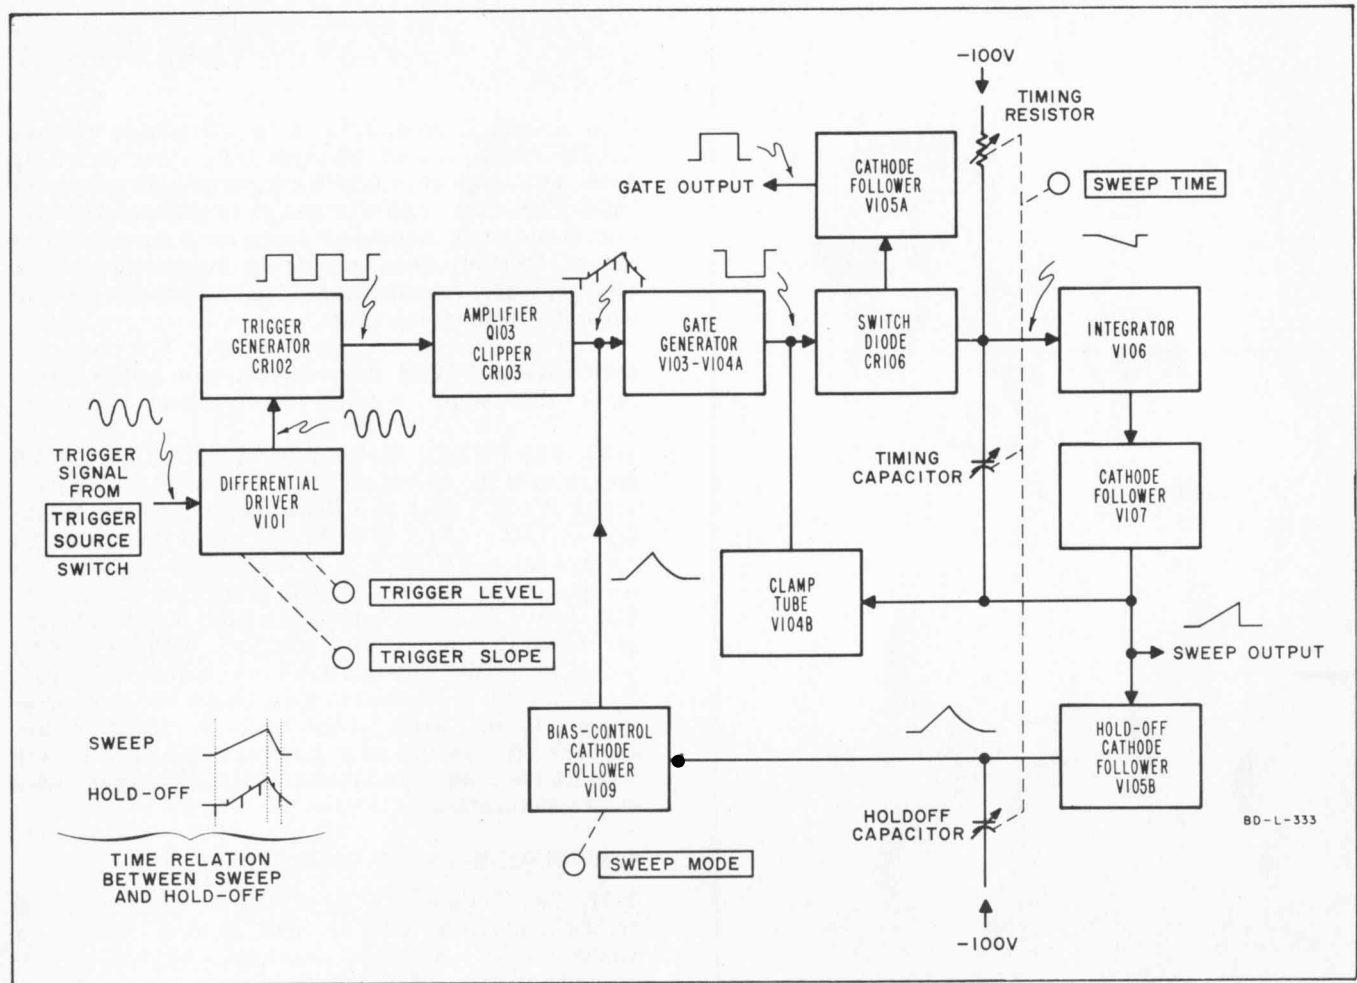 -100V
TIMING
RESISTOR
CATHODE
FOLLOWER
V105A
GATE OUTPUT
SWEEP TIME
TRIGGER
GENERATOR
CR102
AMPLIFIER
Q103
CLIPPER
CR103
GATE
GENERATOR
V103-V104A
SWITCH
DIODE
CR106
INTEGRATOR
V106
TRIGGER
SIGNAL
FROM
TRIGGER
SOURCE
SWITCH
DIFFERENTIAL
DRIVER
V101
TIMING
CAPACITOR
CATHODE
FOLLOWER
V107
TRIGGER LEVEL
TRIGGER SLOPE
CLAMP
TUBE
V104B
SWEEP OUTPUT
SWEEP
HOLD-OFF
TIME RELATION
BETWEEN SWEEP
AND HOLD-OFF
BIAS-CONTROL
CATHODE
FOLLOWER
V109
SWEEP MODE
HOLDOFF
CAPACITOR
HOLD-OFF
CATHODE
FOLLOWER
V105B
BD-L-333
-100V